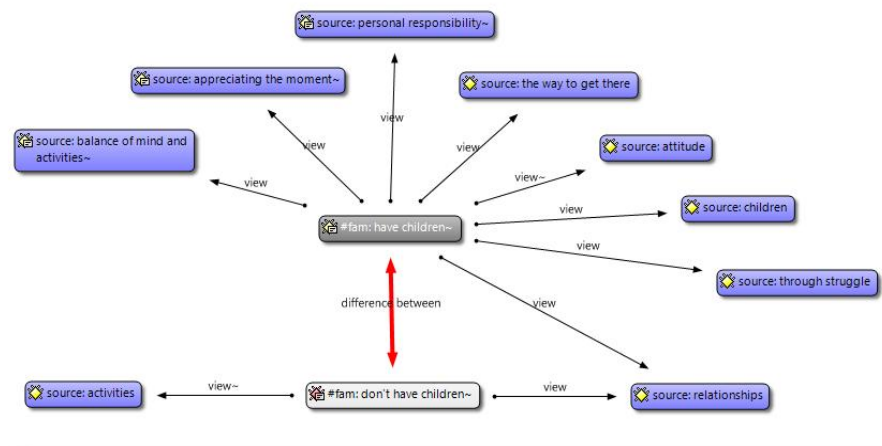 source: personal responsibility~
source: appreciating the moment~
source: the way to get there
view
source: balance of mind and
activities~
view
view
source: attitude
view
view~
view
source: children
#fam: have children~
view
source: through struggle
difference between
view
source: activities
view~
#fam: don't have children~
view
source: relationships